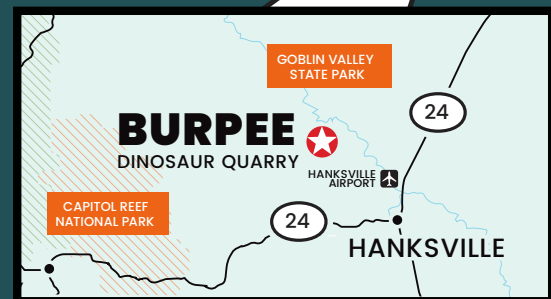 GOBLIN VALLEY
STATE PARK
24
BURPEE
DINOSAUR QUARRY
HANKSVILLE
AIRPORT
CAPITOL REEF
NATIONAL PARK
24
HANKSVILLE